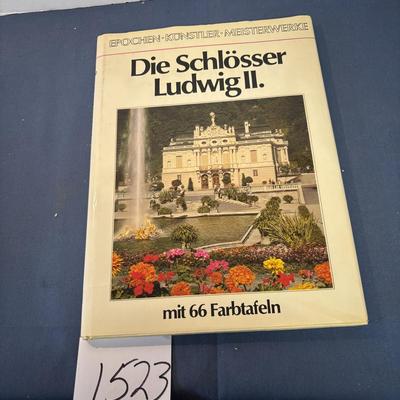 EPOCHEN·KÜNSTLER·MEISTERWERKE
Die Schlösser
Ludwig II.
mit 66 Farbtafeln
1523